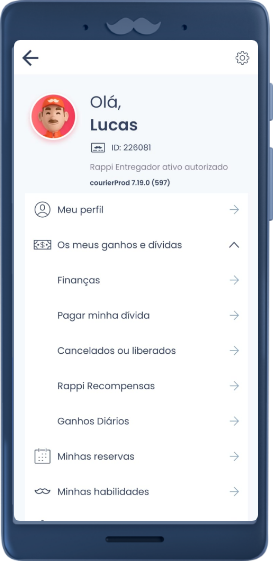 Olá,
Lucas
ID: 226081
Rappi Entregador ativo autorizado
courierProd 7.19.0 (597)
Meu perfil
Os meus ganhos e dívidas
Finanças
Pagar minha dívida
Cancelados ou liberados
Rappi Recompensas
Ganhos Diários
Minhas reservas
Minhas habilidades